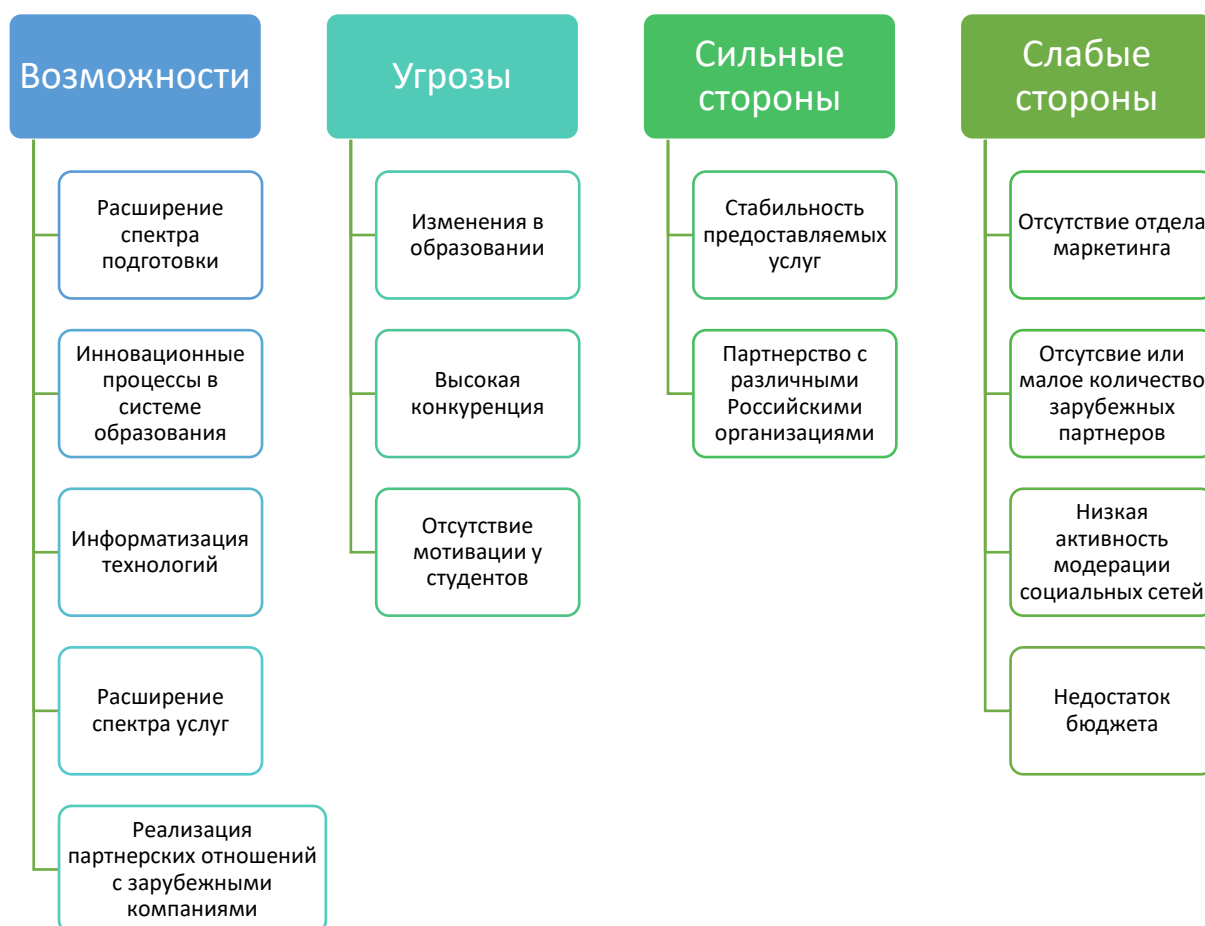 Возможности
Расширение
спектра
подготовки
Инновационные
процессы в
системе
образования
Информатизация
технологий
Расширение
спектра услуг
Реализация
партнерских отношений
с зарубежными
компаниями
Угрозы
Изменения в
образовании
Высокая
конкуренция
Отсутствие
мотивации у
студентов
Сильные
стороны
Стабильность
предоставляемых
услуг
Партнерство с
различными
Российскими
организациями
Слабые
стороны
Отсутствие отдела
маркетинга
Отсутсвие или
малое количество
зарубежных
партнеров
Низкая
активность
модерации
социальных сетей
Недостаток
бюджета